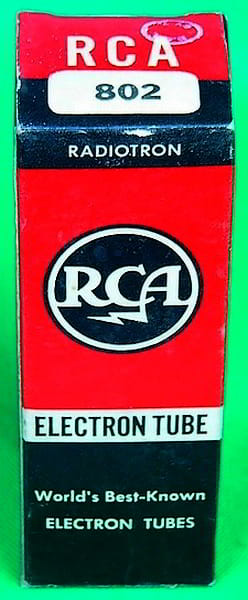 RCA
802
RADIOTRON
RCA
ELECTRON TUBE
World's Best-Known
ELECTRON TUBES